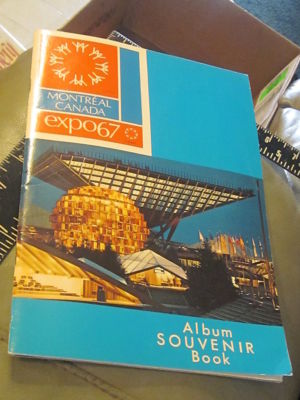 MONTRÉAL
CANADA
expo67
Album
SOUVENIR
Book